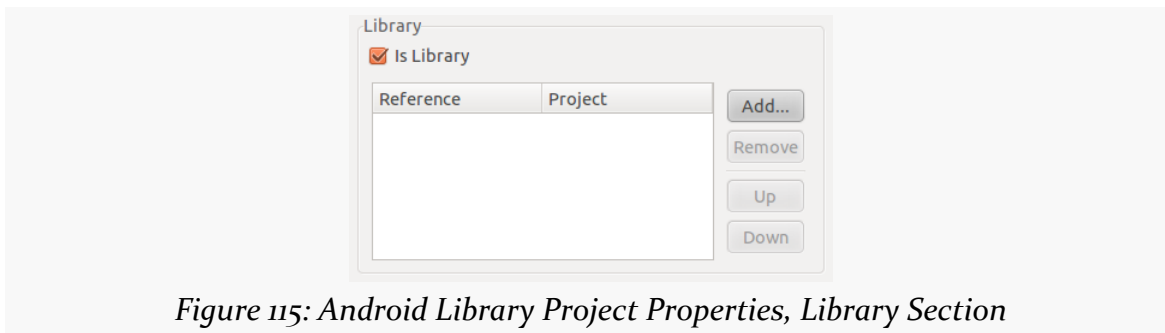 Library
Is Library
Reference Project
Add...
Remove
Up
Down
Figure 115: Android Library Project Properties, Library Section